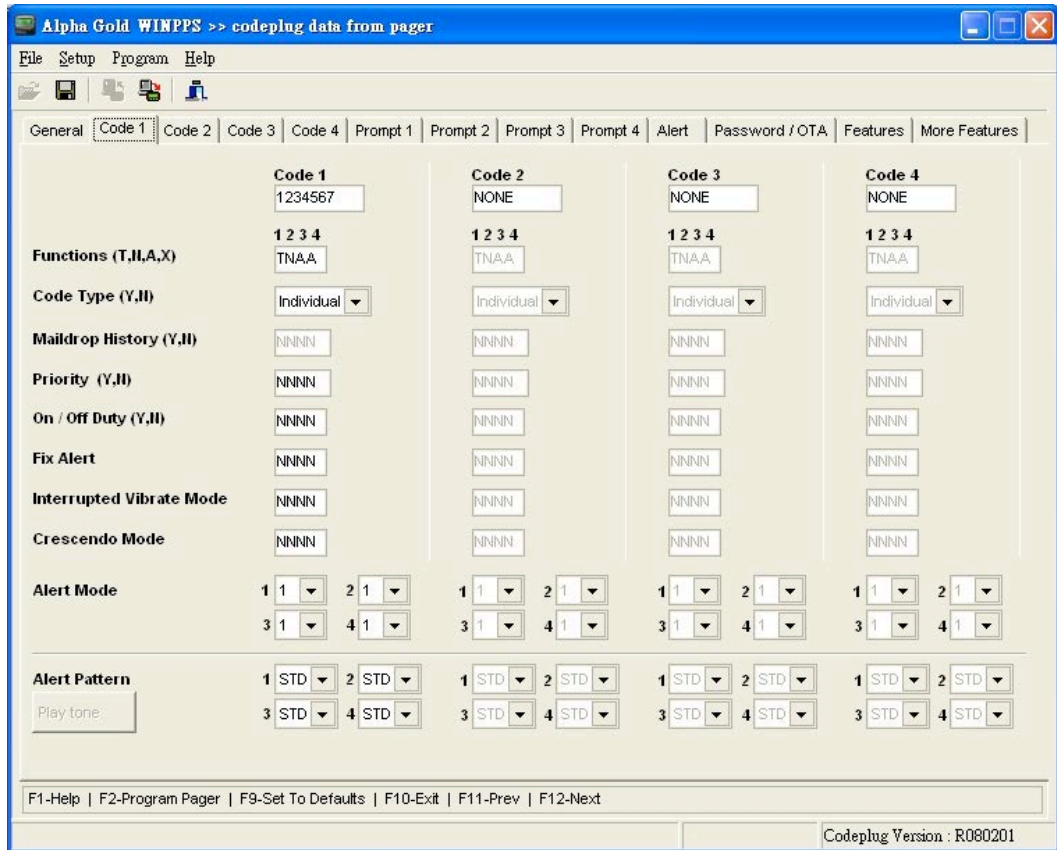 Alpha Gold WINPPS >> codeplug data from pager
File Setup Program Help
General Code 1 Code 2 Code 3 Code 4 Prompt 1 Prompt 2 Prompt 3 Prompt 4 Alert Password / OTA Features More Features
Code 1 Code 2 Code 3 Code 4
1234567 NONE NONE NONE
1 2 3 4 1 2 3 4 1 2 3 4 1 2 3 4
Functions (T,N,A,X) TNAA TNAA TNAA TNAA
Code Type (Y,N) Individual Individual Individual Individual
Maildrop History (Y,N) NNNN NNNN NNNN NNNN
Priority (Y,N) NNNN NNNN NNNN NNNN
On / Off Duty (Y,N) NNNN NNNN NNNN NNNN
Fix Alert NNNN NNNN NNNN NNNN
Interrupted Vibrate Mode NNNN NNNN NNNN NNNN
Crescendo Mode NNNN NNNN NNNN NNNN
Alert Mode 1 1 2 1 1 1 2 1 1 1 2 1 1 1 2 1
3 1 4 1 3 1 4 1 3 1 4 1 3 1 4 1
Alert Pattern 1 STD 2 STD 1 STD 2 STD 1 STD 2 STD 1 STD 2 STD
Play tone 3 STD 4 STD 3 STD 4 STD 3 STD 4 STD 3 STD 4 STD
F1-Help | F2-Program Pager | F9-Set To Defaults | F10-Exit | F11-Prev | F12-Next
Codeplug Version : R080201